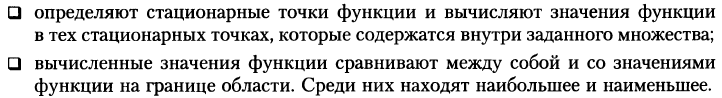 ❑ определяют стационарные точки функции и вычисляют значения функции
в тех стационарных точках, которые содержатся внутри заданного множества;
❑ вычисленные значения функции сравнивают между собой и со значениями
функции на границе области. Среди них находят наибольшее и наименьшее.